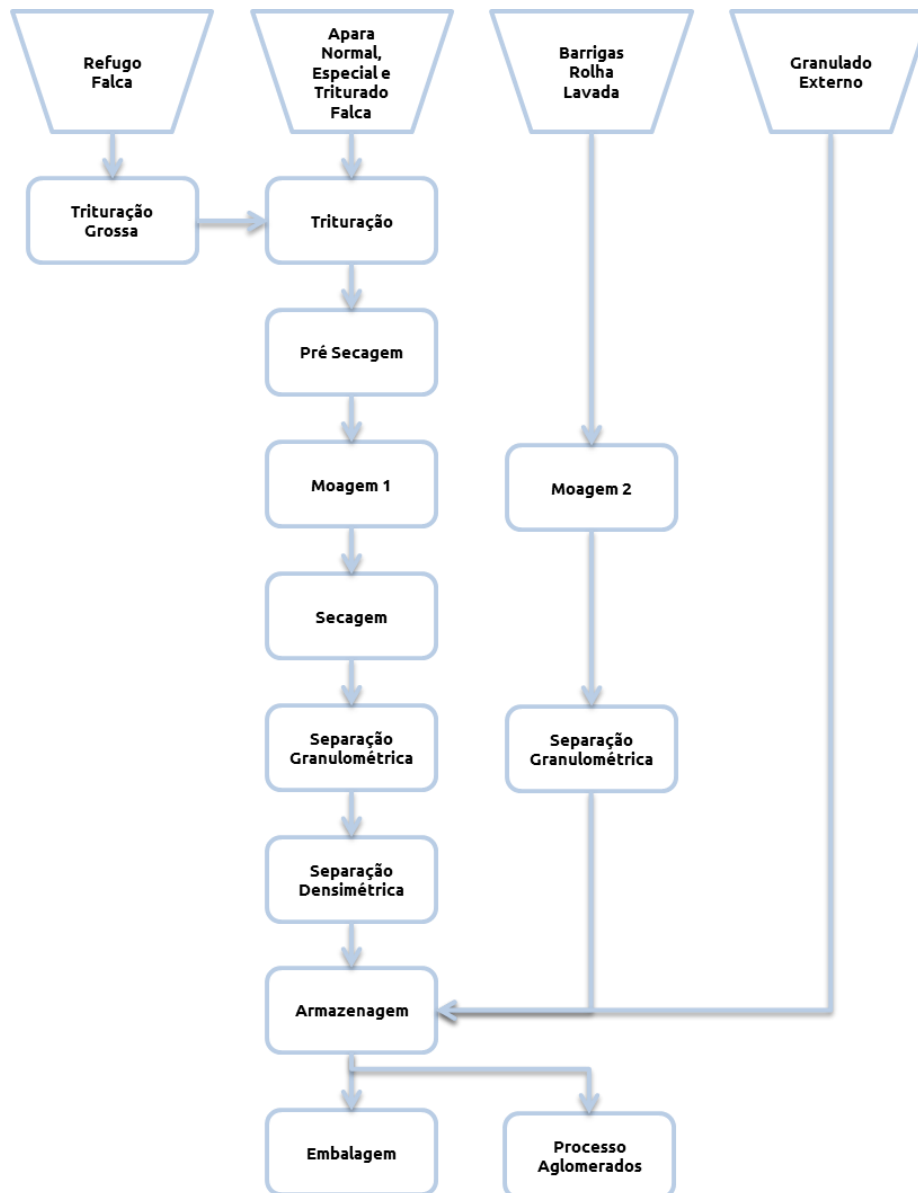 Refugo
Falca
Apara
Normal,
Especial e
Triturado
Falca
Barrigas
Rolha
Lavada
Granulado
Externo
Trituração
Grossa
Trituração
Pré Secagem
Moagem 1
Moagem 2
Secagem
Separação
Granulométrica
Separação
Granulométrica
Separação
Densimétrica
Armazenagem
Embalagem
Processo
Aglomerados